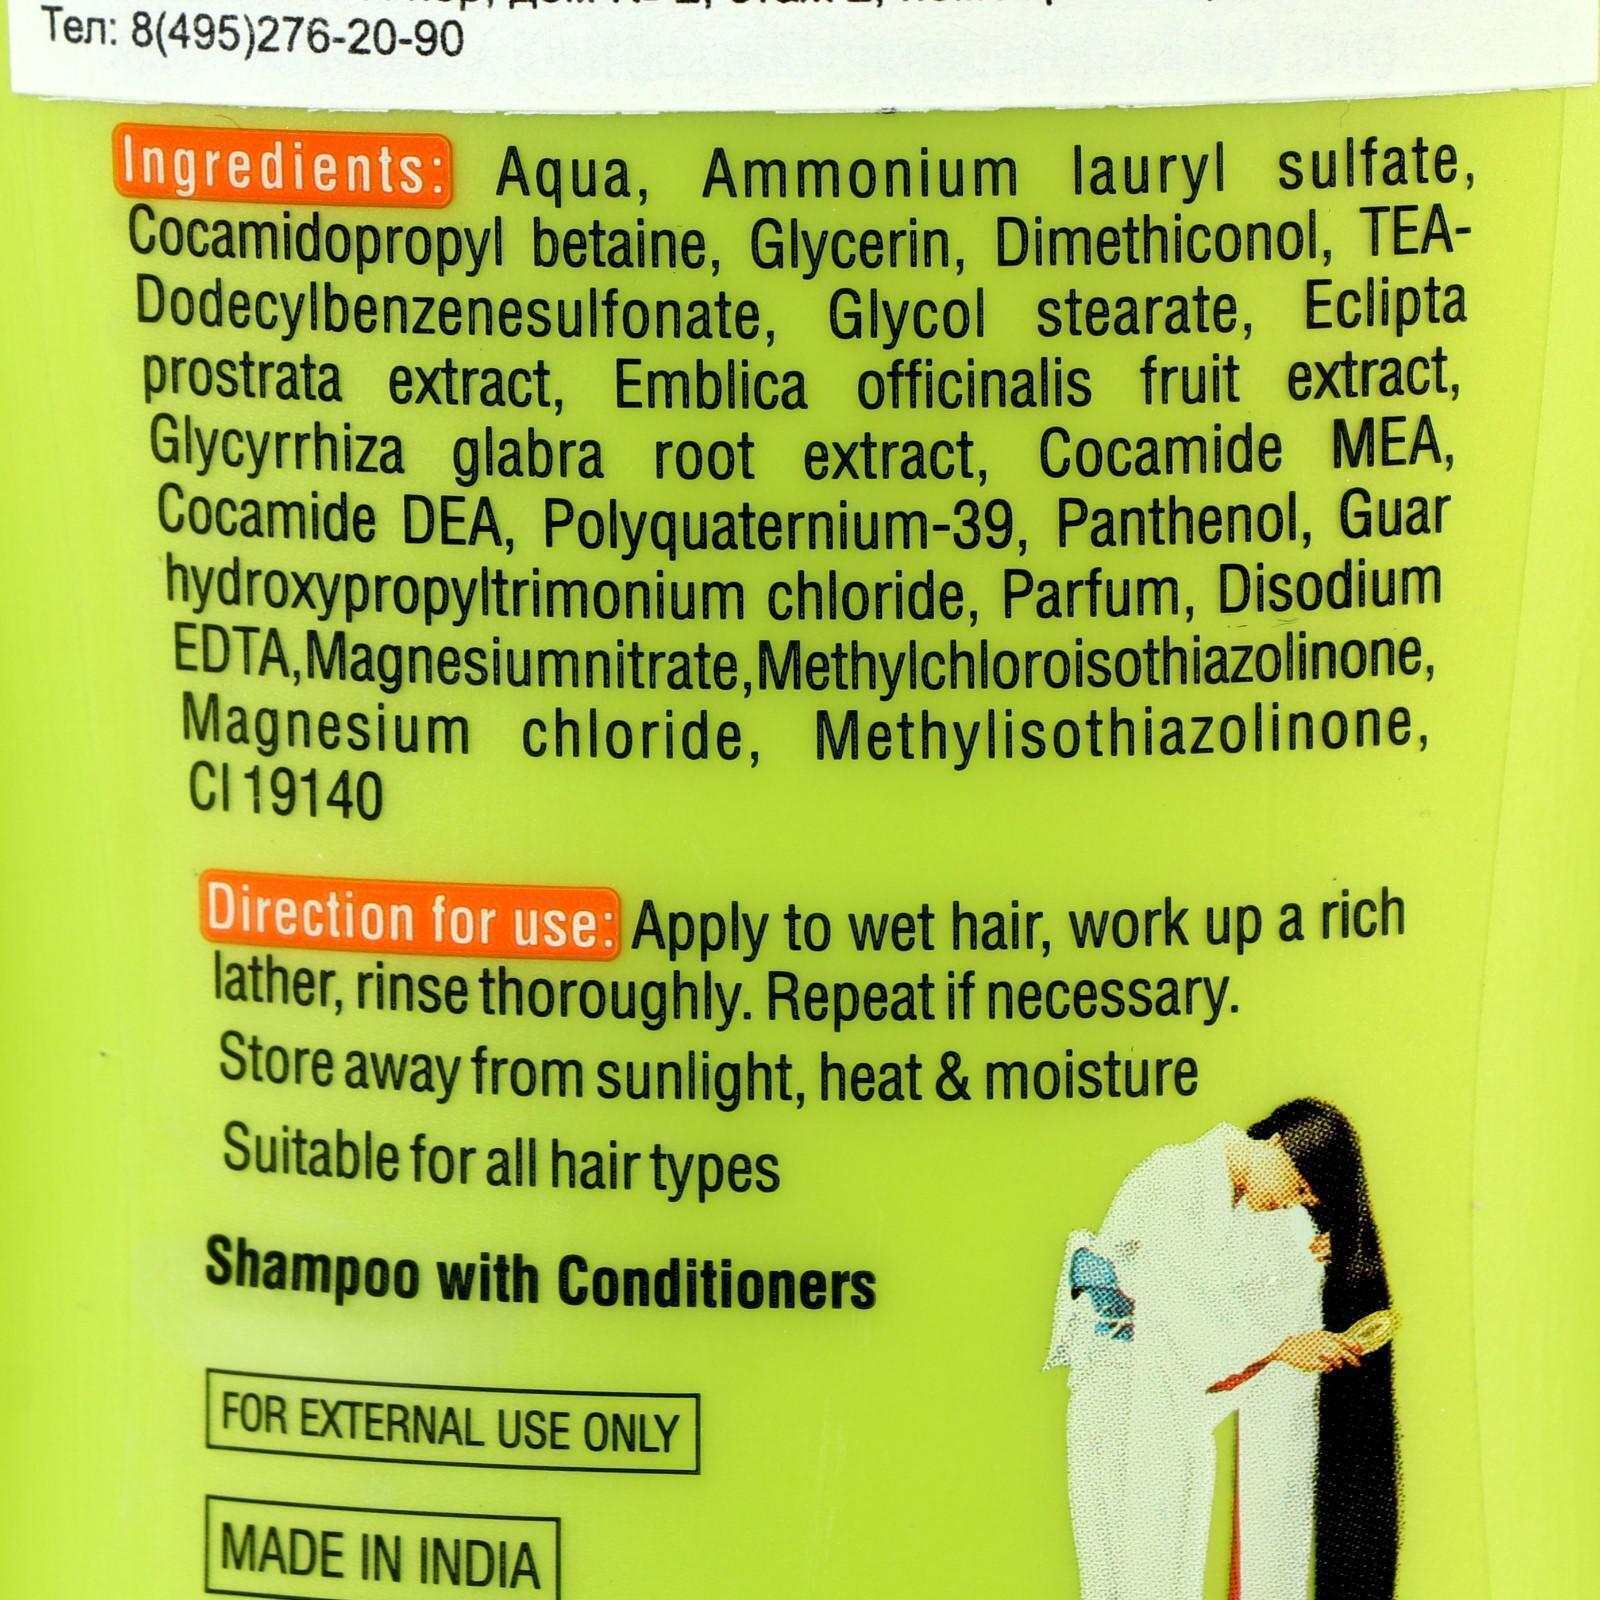 Тел: 8(495)276-20-90
Ingredients: Aqua, Ammonium lauryl sulfate,
Cocamidopropyl betaine, Glycerin, Dimethiconol, TEA-
Dodecylbenzenesulfonate, Glycol stearate, Eclipta
prostrata extract, Emblica officinalis fruit extract,
Glycyrrhiza glabra root extract, Cocamide MEA,
Cocamide DEA, Polyquaternium-39, Panthenol, Guar
hydroxypropyltrimonium chloride, Parfum, Disodium
EDTA,Magnesiumnitrate,Methylchloroisothiazolinone,
Magnesium chloride, Methylisothiazolinone,
CI 19140
Direction for use: Apply to wet hair, work up a rich
lather, rinse thoroughly. Repeat if necessary.
Store away from sunlight, heat & moisture
Suitable for all hair types
Shampoo with Conditioners
FOR EXTERNAL USE ONLY
MADE IN INDIA